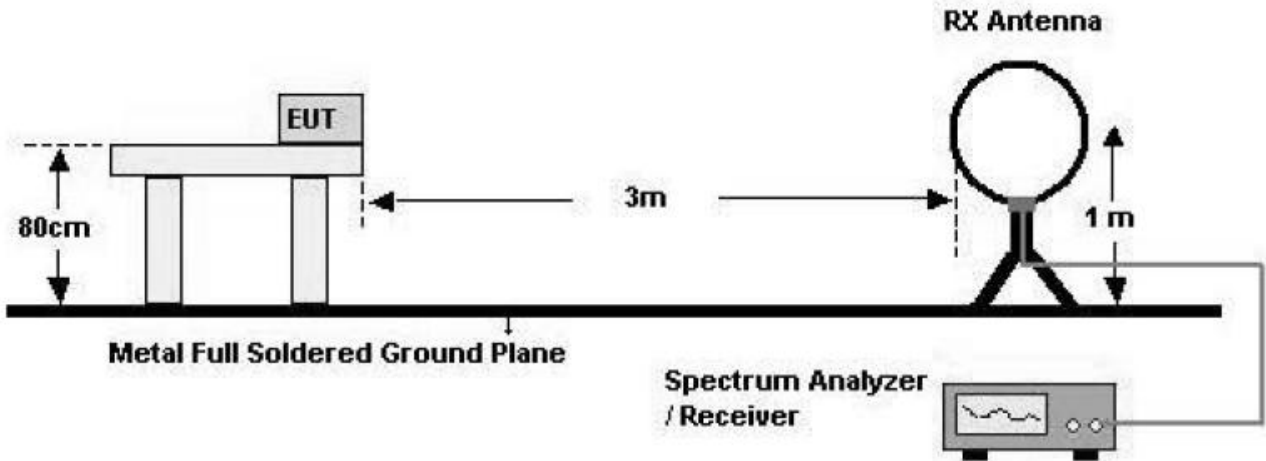 RX Antenna
EUT
80cm
3m
1 m
Metal Full Soldered Ground Plane
Spectrum Analyzer
/ Receiver